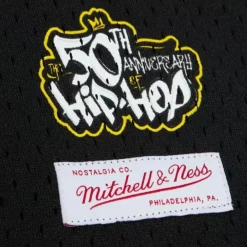 THE 50TH
ANNIVERSARY
OF
HIP-HOP
NOSTALGIA CO.
Mitchell & Ness
PHILADELPHIA, PA.